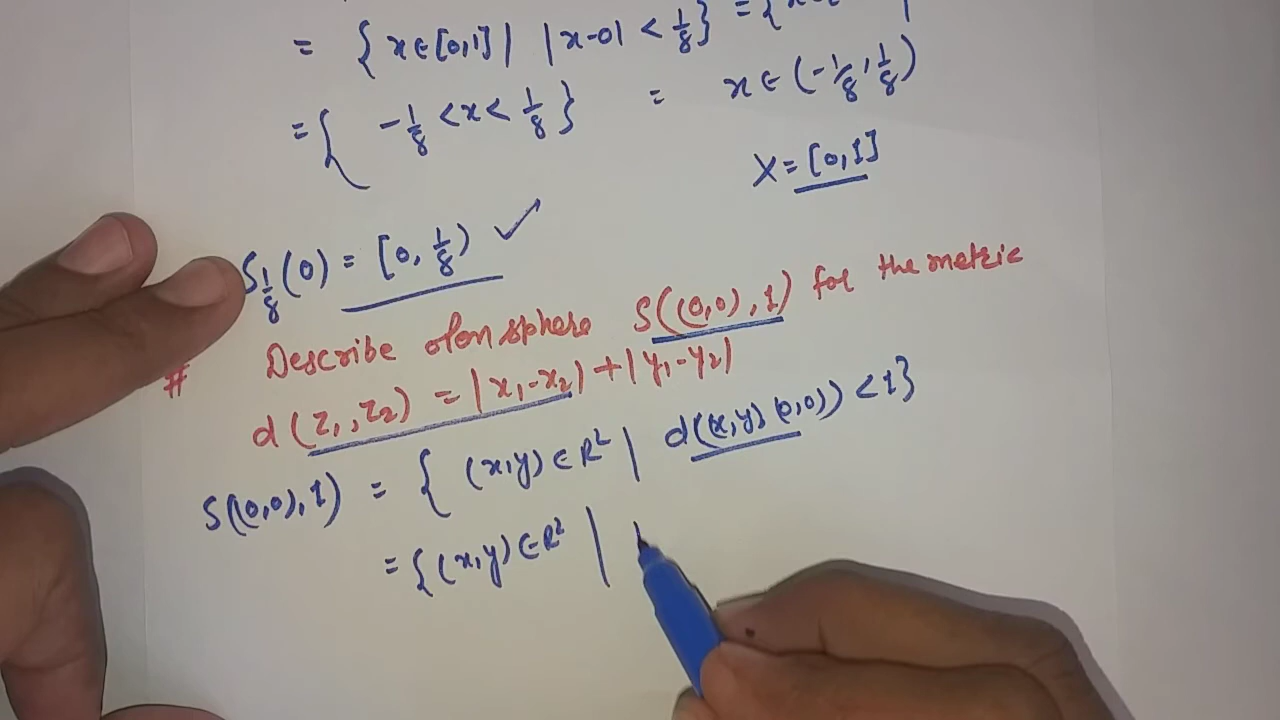 = {x∈[0,1] | |x-0| < 1/8} = {x
= { -1/8 < x < 1/8 } = x ∈ (-1/8, 1/8)
X = [0,1]
S1/8(0) = [0, 1/8) ✓
# Describe open sphere S((0,0),1) for the metric
d(z1, z2) = |x1-x2| + |y1-y2|
S((0,0),1) = { (x,y) ∈ R² | d((x,y) (0,0)) < 1}
= {(x,y) ∈ R² |